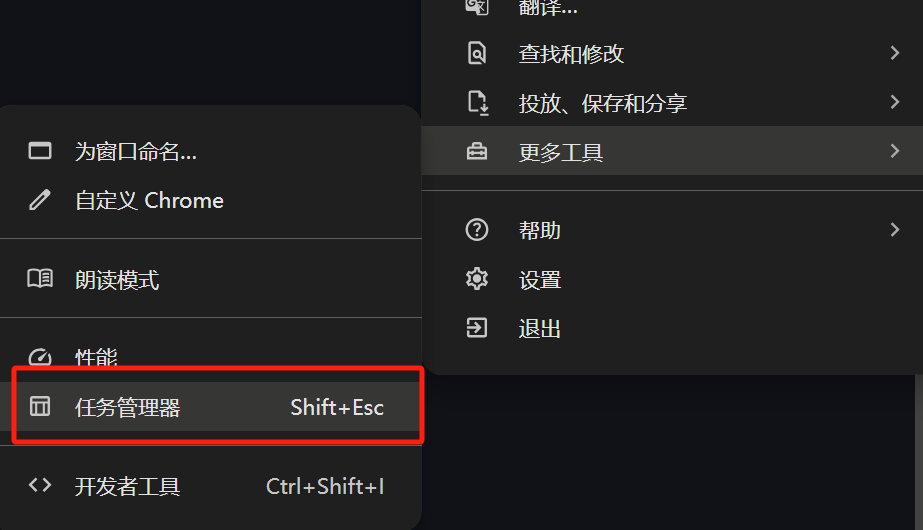 翻译...
查找和修改
投放、保存和分享
更多工具
帮助
设置
退出
为窗口命名...
自定义 Chrome
朗读模式
性能
任务管理器 Shift+Esc
开发者工具 Ctrl+Shift+I